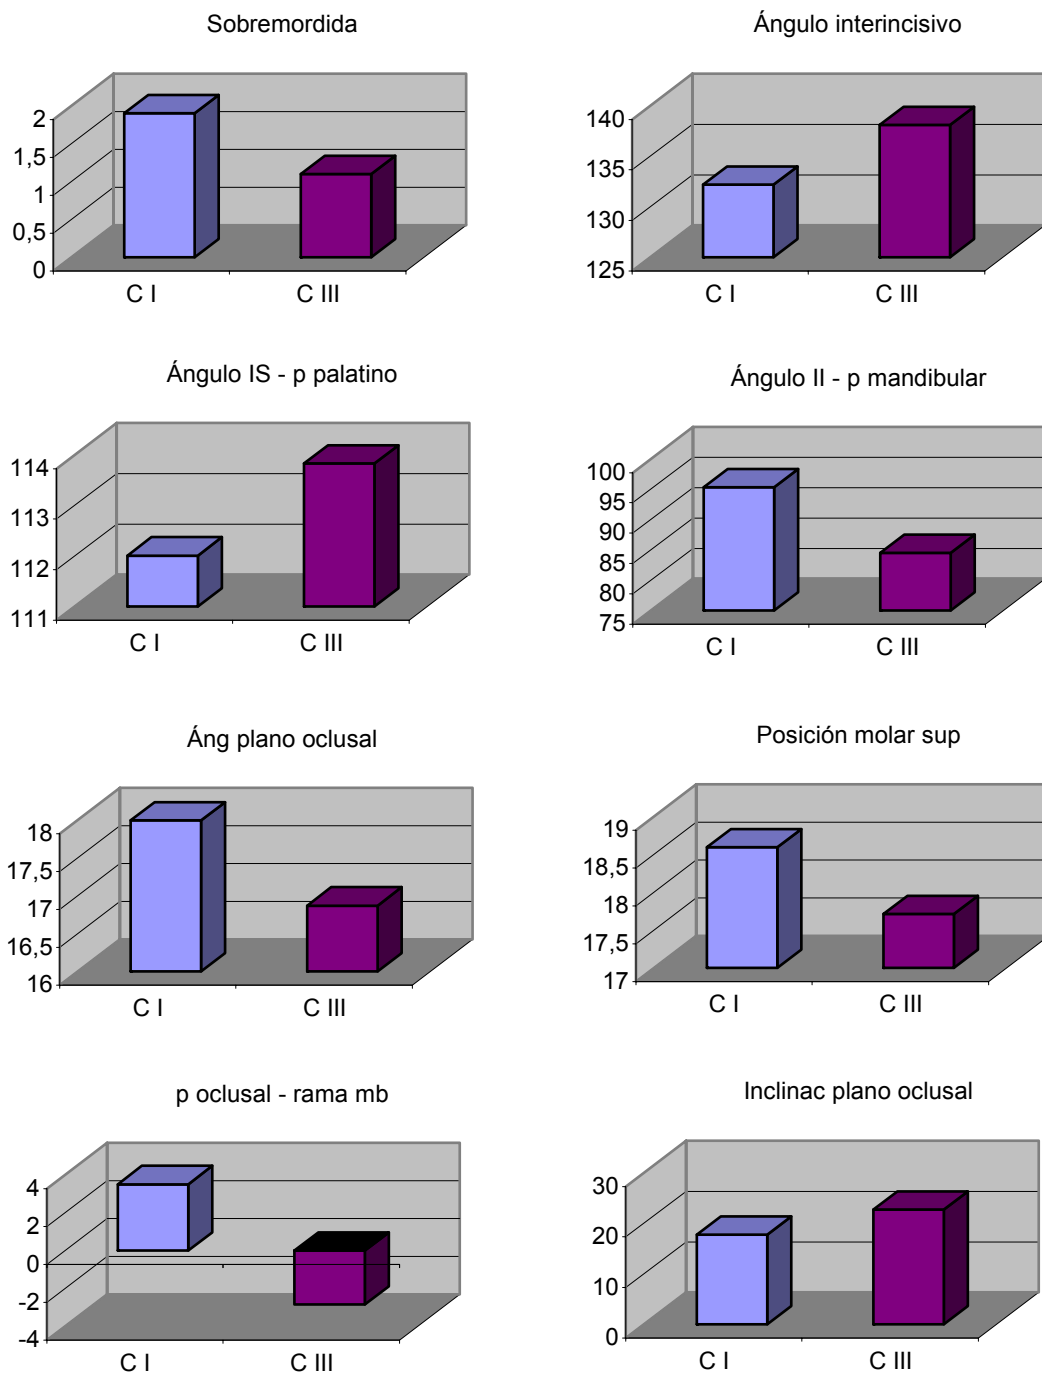 Sobremordida
2
1,5
1
0,5
0
C I C III
Ángulo interincisivo
140
135
130
125
C I C III
Ángulo IS - p palatino
114
113
112
111
C I C III
Ángulo II - p mandibular
100
95
90
85
80
75
C I C III
Áng plano oclusal
18
17,5
17
16,5
16
C I C III
Posición molar sup
19
18,5
18
17,5
17
C I C III
p oclusal - rama mb
4
2
0
-2
-4
C I C III
Inclinac plano oclusal
30
20
10
0
C I C III